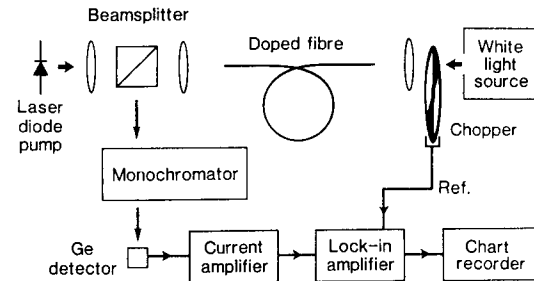 Beamsplitter
Doped fibre
White
light
source
Laser
diode
pump
Chopper
Monochromator
Ref.
Ge
detector
Current
amplifier
Lock-in
amplifier
Chart
recorder